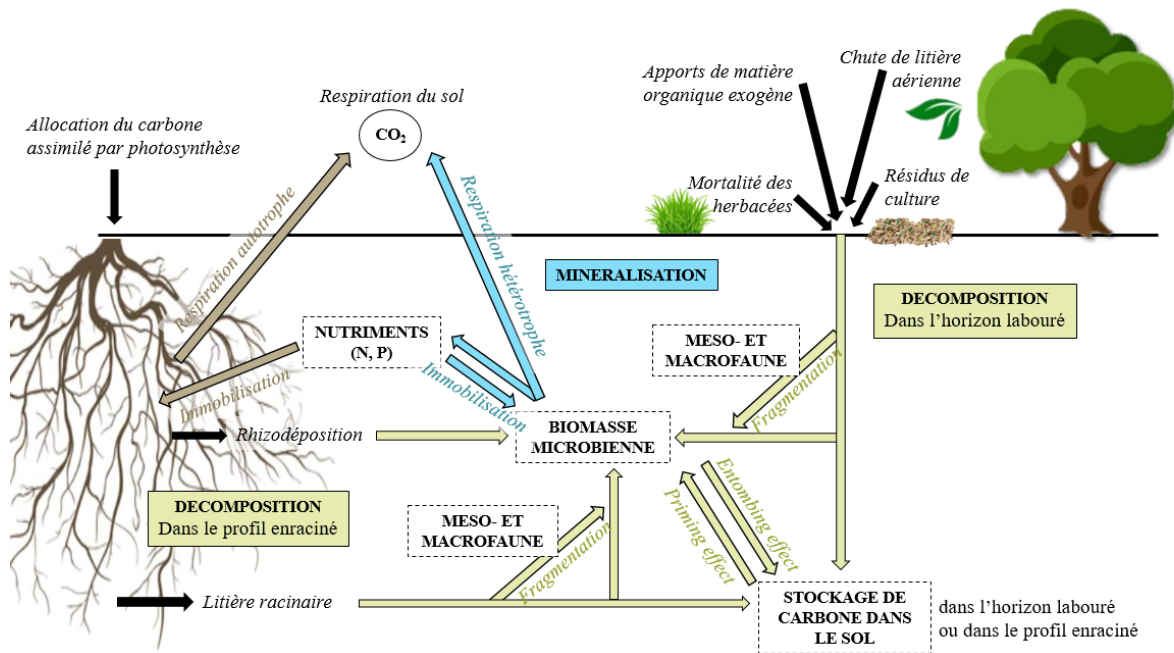 Respiration du sol
CO2
Allocation du carbone
assimilé par photosynthèse
Apports de matière
organique exogène
Chute de litière
aérienne
Mortalité des
herbacées
Résidus de
culture
Respiration autotrophe
Respiration hétérotrophe
MINERALISATION
DECOMPOSITION
Dans l’horizon labouré
NUTRIMENTS
(N, P)
MESO- ET
MACROFAUNE
Fragmentation
Immobilisation
Immobilisation
Rhizodéposition
BIOMASSE
MICROBIENNE
DECOMPOSITION
Dans le profil enraciné
MESO- ET
MACROFAUNE
Fragmentation
Priming effect
Entombing effect
Litière racinaire
STOCKAGE DE
CARBONE DANS
LE SOL
dans l’horizon labouré
ou dans le profil enraciné